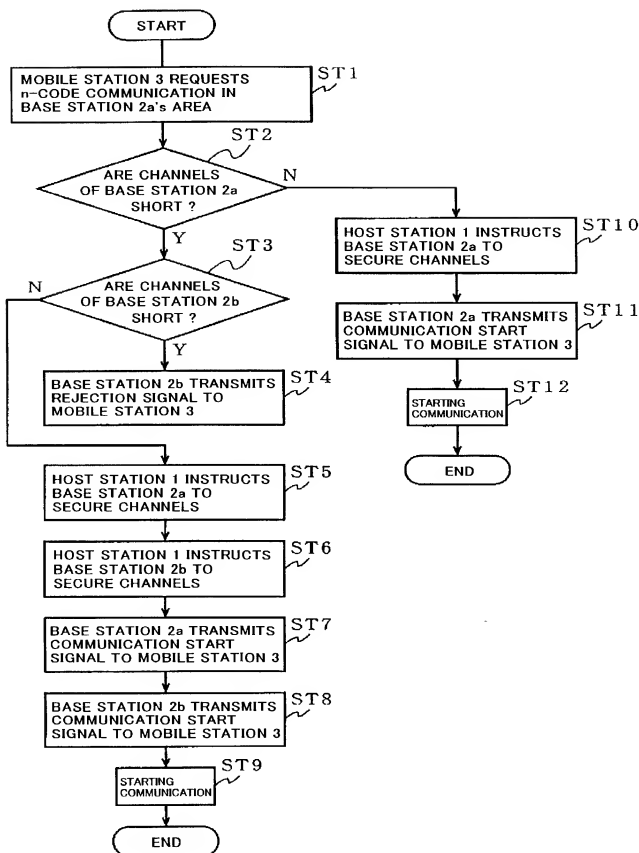 START
MOBILE STATION 3 REQUESTS
n-CODE COMMUNICATION IN
BASE STATION 2a'S AREA
ST1
ST2
ARE CHANNELS
OF BASE STATION 2a
SHORT ?
N
Y
ST3
N
ARE CHANNELS
OF BASE STATION 2b
SHORT ?
Y
BASE STATION 2b TRANSMITS
REJECTION SIGNAL TO
MOBILE STATION 3
ST4
HOST STATION 1 INSTRUCTS
BASE STATION 2a TO
SECURE CHANNELS
ST5
HOST STATION 1 INSTRUCTS
BASE STATION 2b TO
SECURE CHANNELS
ST6
BASE STATION 2a TRANSMITS
COMMUNICATION START
SIGNAL TO MOBILE STATION 3
ST7
BASE STATION 2b TRANSMITS
COMMUNICATION START
SIGNAL TO MOBILE STATION 3
ST8
STARTING
COMMUNICATION
ST9
END
HOST STATION 1 INSTRUCTS
BASE STATION 2a TO
SECURE CHANNELS
ST10
BASE STATION 2a TRANSMITS
COMMUNICATION START
SIGNAL TO MOBILE STATION 3
ST11
STARTING
COMMUNICATION
ST12
END